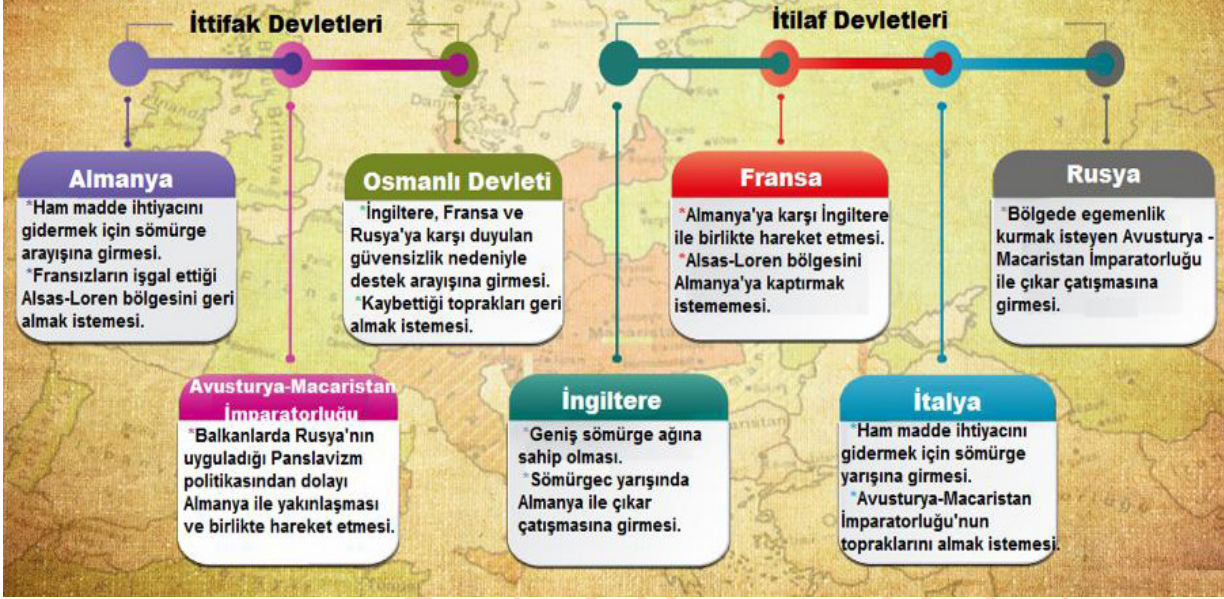 İttifak Devletleri
Almanya
*Ham madde ihtiyacını
gidermek için sömürge
arayışına girmesi.
*Fransızların işgal ettiği
Alsas-Loren bölgesini geri
almak istemesi.
Avusturya-Macaristan
İmparatorluğu
*Balkanlarda Rusya'nın
uyguladığı Panslavizm
politikasından dolayı
Almanya ile yakınlaşması
ve birlikte hareket etmesi.
Osmanlı Devleti
*İngiltere, Fransa ve
Rusya'ya karşı duyulan
güvensizlik nedeniyle
destek arayışına girmesi.
*Kaybettiği toprakları geri
almak istemesi.
İtilaf Devletleri
İngiltere
*Geniş sömürge ağına
sahip olması.
*Sömürgec yarışında
Almanya ile çıkar
çatışmasına girmesi.
Fransa
*Almanya'ya karşı İngiltere
ile birlikte hareket etmesi.
*Alsas-Loren bölgesini
Almanya'ya kaptırmak
istememesi.
İtalya
*Ham madde ihtiyacını
gidermek için sömürge
yarışına girmesi.
*Avusturya-Macaristan
İmparatorluğu'nun
topraklarını almak istemesi.
Rusya
*Bölgede egemenlik
kurmak isteyen Avusturya -
Macaristan İmparatorluğu
ile çıkar çatışmasına
girmesi.